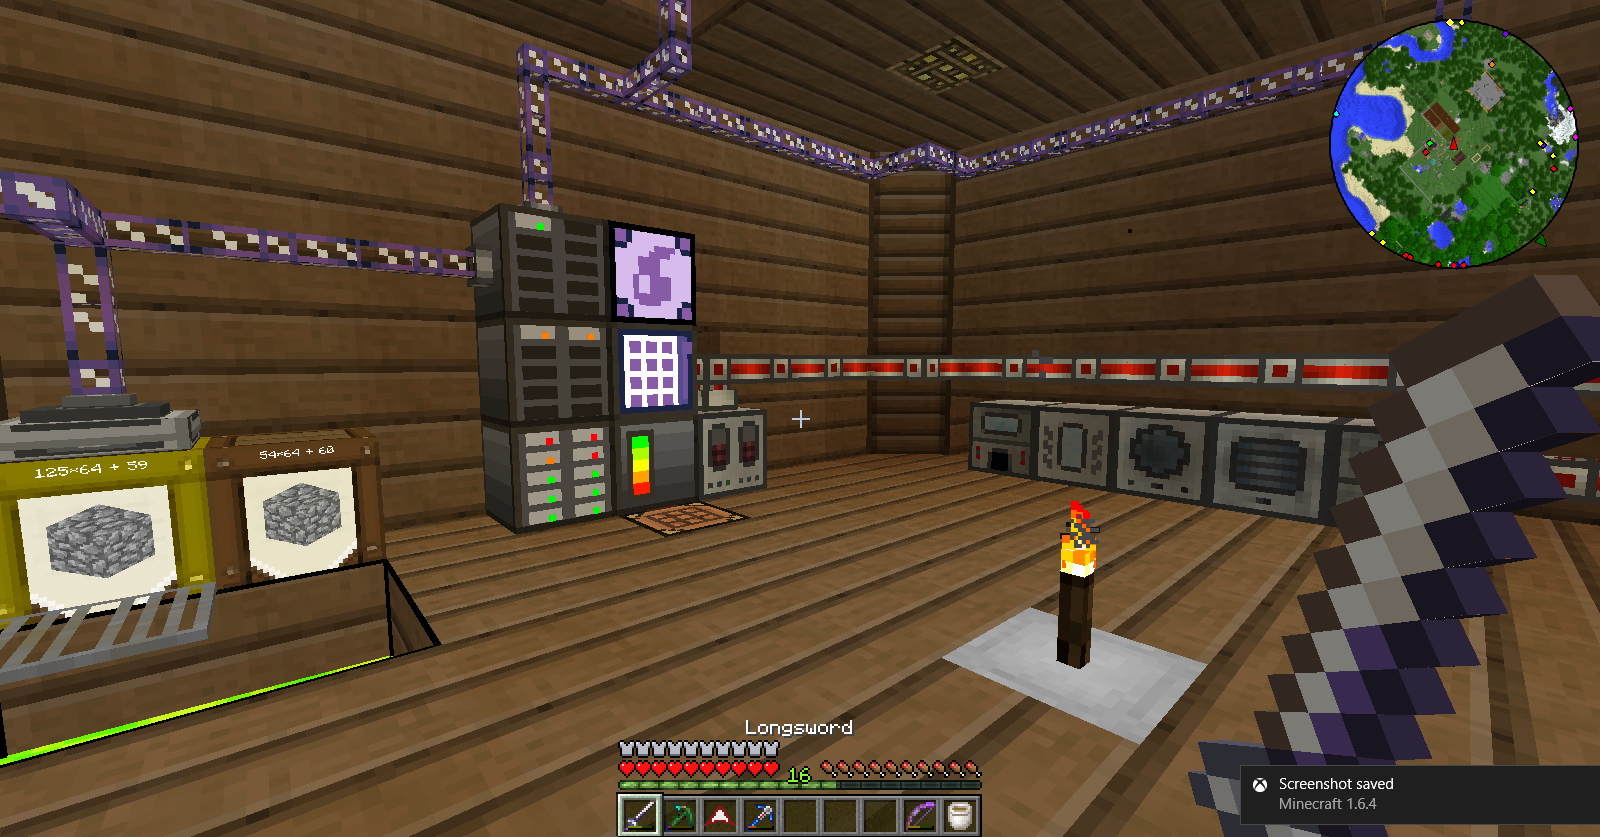 125×64 + 59
54×64 + 60
Longsword
16
Screenshot saved
Minecraft 1.6.4